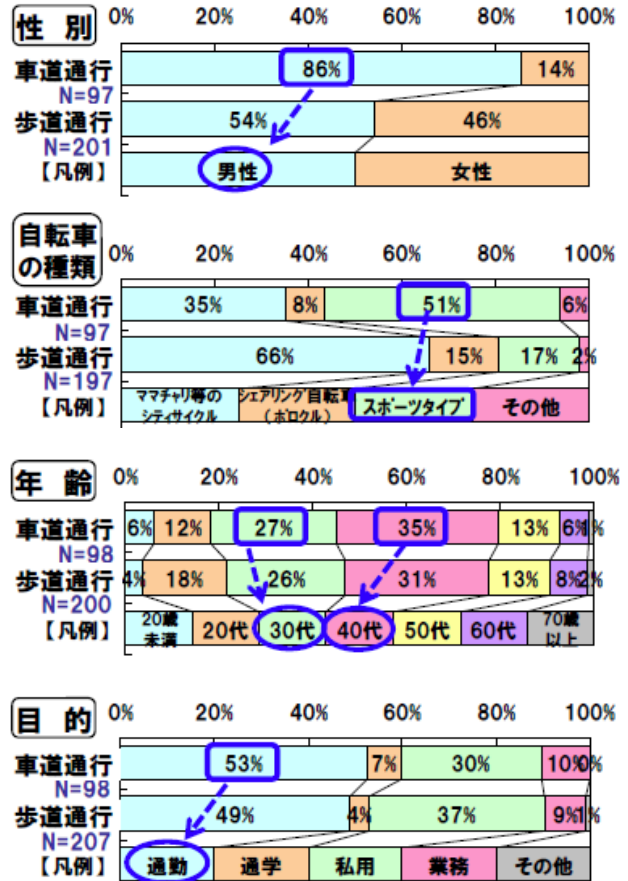 性別 0% 20% 40% 60% 80% 100%
車道通行 86% 14%
N=97
歩道通行 54% 46%
N=201
【凡例】 男性 女性
自転車
の種類 0% 20% 40% 60% 80% 100%
車道通行 35% 8% 51% 6%
N=97
歩道通行 66% 15% 17% 2%
N=197
【凡例】 ママチャリ等の
シティサイクル シェアリング自転車
(ポロクル) スポーツタイプ その他
年齢 0% 20% 40% 60% 80% 100%
車道通行 6% 12% 27% 35% 13% 6% 1%
N=98
歩道通行 4% 18% 26% 31% 13% 8% 2%
N=200
【凡例】 20歳
未満 20代 30代 40代 50代 60代 70歳
以上
目的 0% 20% 40% 60% 80% 100%
車道通行 53% 7% 30% 10% 0%
N=98
歩道通行 49% 4% 37% 9% 1%
N=207
【凡例】 通勤 通学 私用 業務 その他